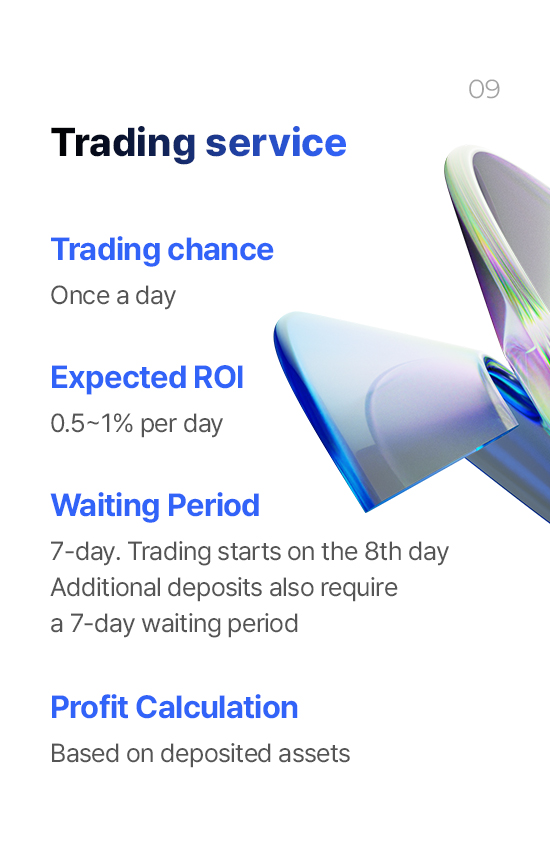 09
Trading service
Trading chance
Once a day
Expected ROI
0.5~1% per day
Waiting Period
7-day. Trading starts on the 8th day
Additional deposits also require
a 7-day waiting period
Profit Calculation
Based on deposited assets